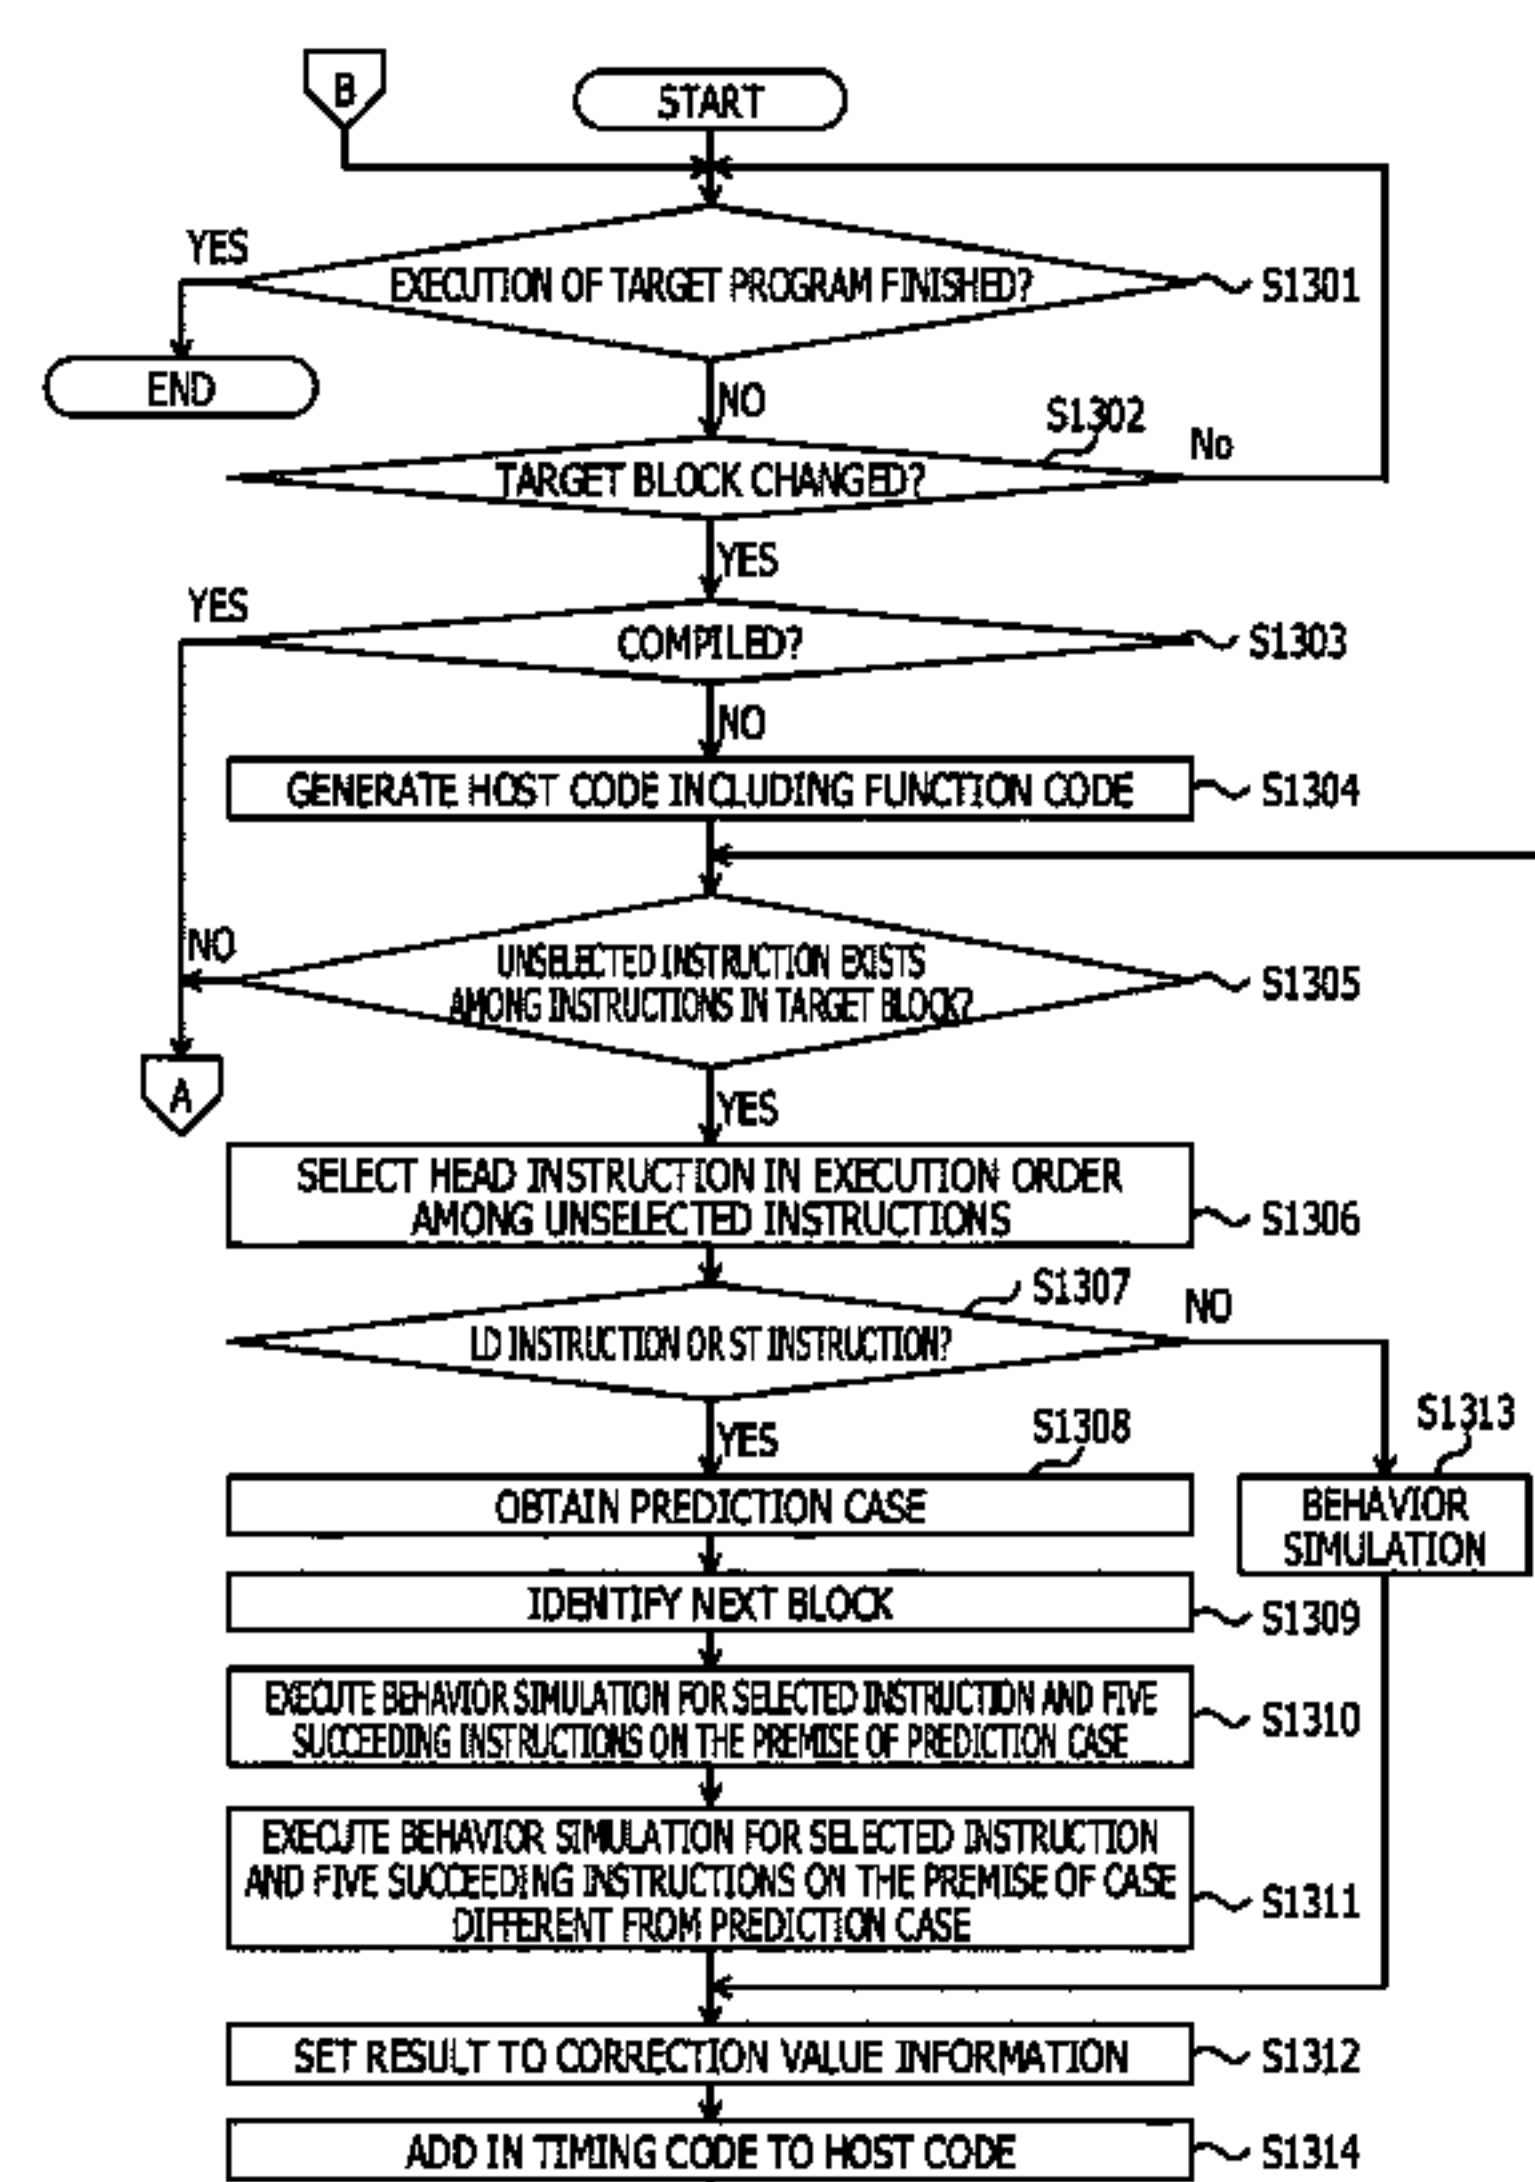 B
START
YES
EXECUTION OF TARGET PROGRAM FINISHED?
S1301
END
NO
S1302
No
TARGET BLOCK CHANGED?
YES
YES
COMPILED?
S1303
NO
GENERATE HOST CODE INCLUDING FUNCTION CODE
S1304
NO
UNSELECTED INSTRUCTION EXISTS
AMONG INSTRUCTIONS IN TARGET BLOCK?
S1305
A
YES
SELECT HEAD INSTRUCTION IN EXECUTION ORDER
AMONG UNSELECTED INSTRUCTIONS
S1306
S1307
NO
LD INSTRUCTION OR ST INSTRUCTION?
YES
S1308
S1313
OBTAIN PREDICTION CASE
BEHAVIOR
SIMULATION
IDENTIFY NEXT BLOCK
S1309
EXECUTE BEHAVIOR SIMULATION FOR SELECTED INSTRUCTION AND FIVE
SUCCEEDING INSTRUCTIONS ON THE PREMISE OF PREDICTION CASE
S1310
EXECUTE BEHAVIOR SIMULATION FOR SELECTED INSTRUCTION
AND FIVE SUCCEEDING INSTRUCTIONS ON THE PREMISE OF CASE
DIFFERENT FROM PREDICTION CASE
S1311
SET RESULT TO CORRECTION VALUE INFORMATION
S1312
ADD IN TIMING CODE TO HOST CODE
S1314